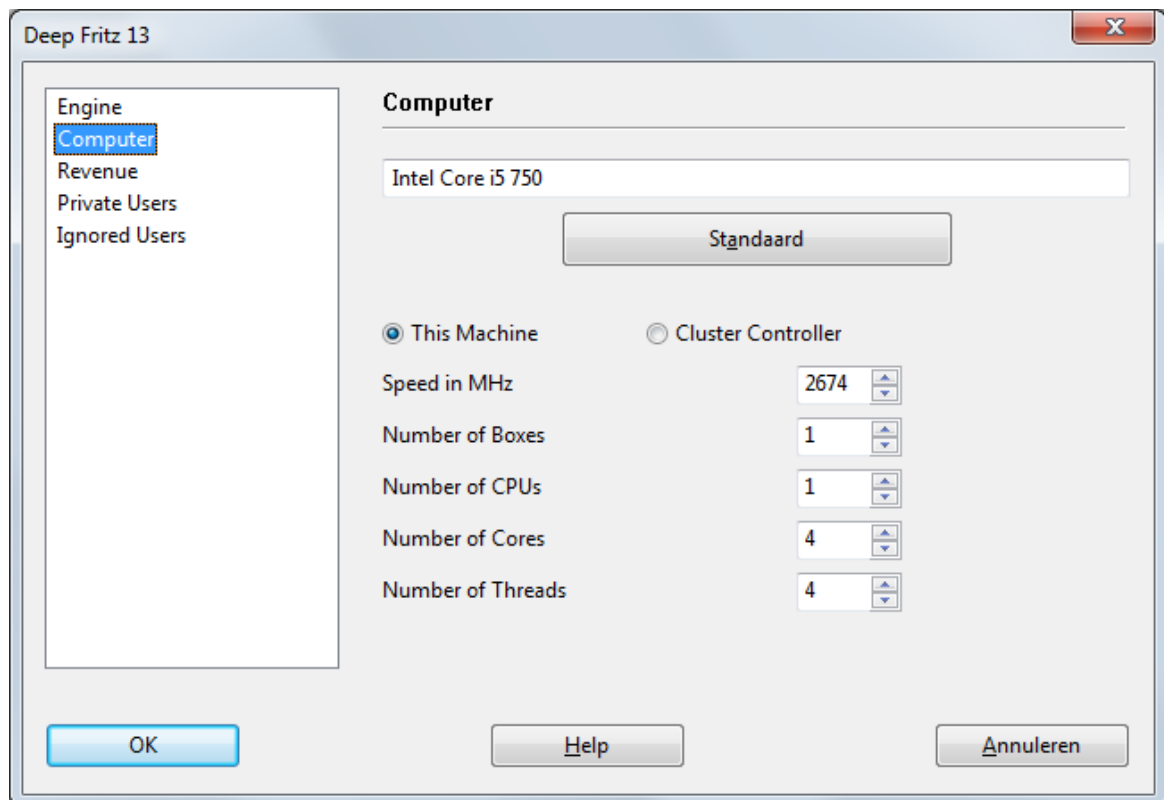 Deep Fritz 13
Engine
Computer
Revenue
Private Users
Ignored Users
Computer
Intel Core i5 750
Standaard
This Machine Cluster Controller
Speed in MHz 2674
Number of Boxes 1
Number of CPUs 1
Number of Cores 4
Number of Threads 4
OK Help Annuleren